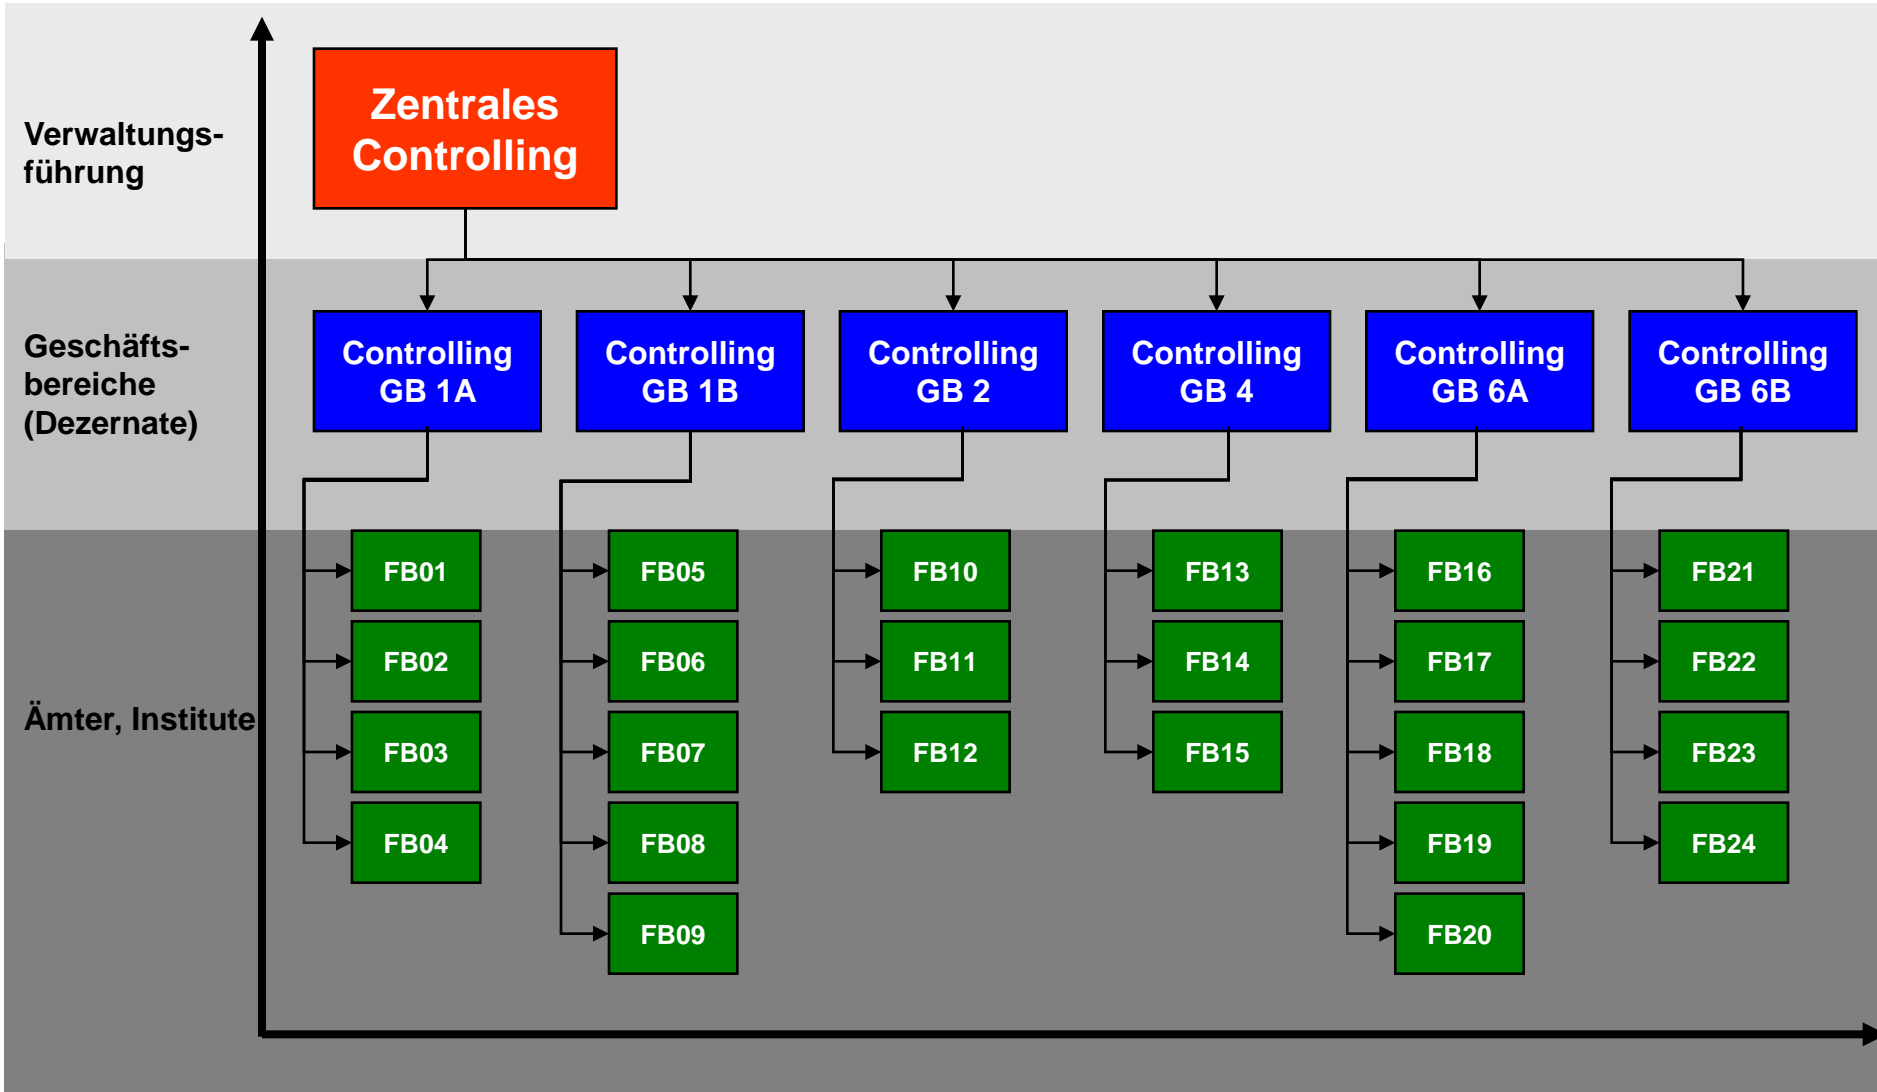 Verwaltungs-
führung
Zentrales
Controlling
Geschäfts-
bereiche
(Dezernate)
Controlling
GB 1A
Controlling
GB 1B
Controlling
GB 2
Controlling
GB 4
Controlling
GB 6A
Controlling
GB 6B
Ämter, Institute
FB01
FB02
FB03
FB04
FB05
FB06
FB07
FB08
FB09
FB10
FB11
FB12
FB13
FB14
FB15
FB16
FB17
FB18
FB19
FB20
FB21
FB22
FB23
FB24